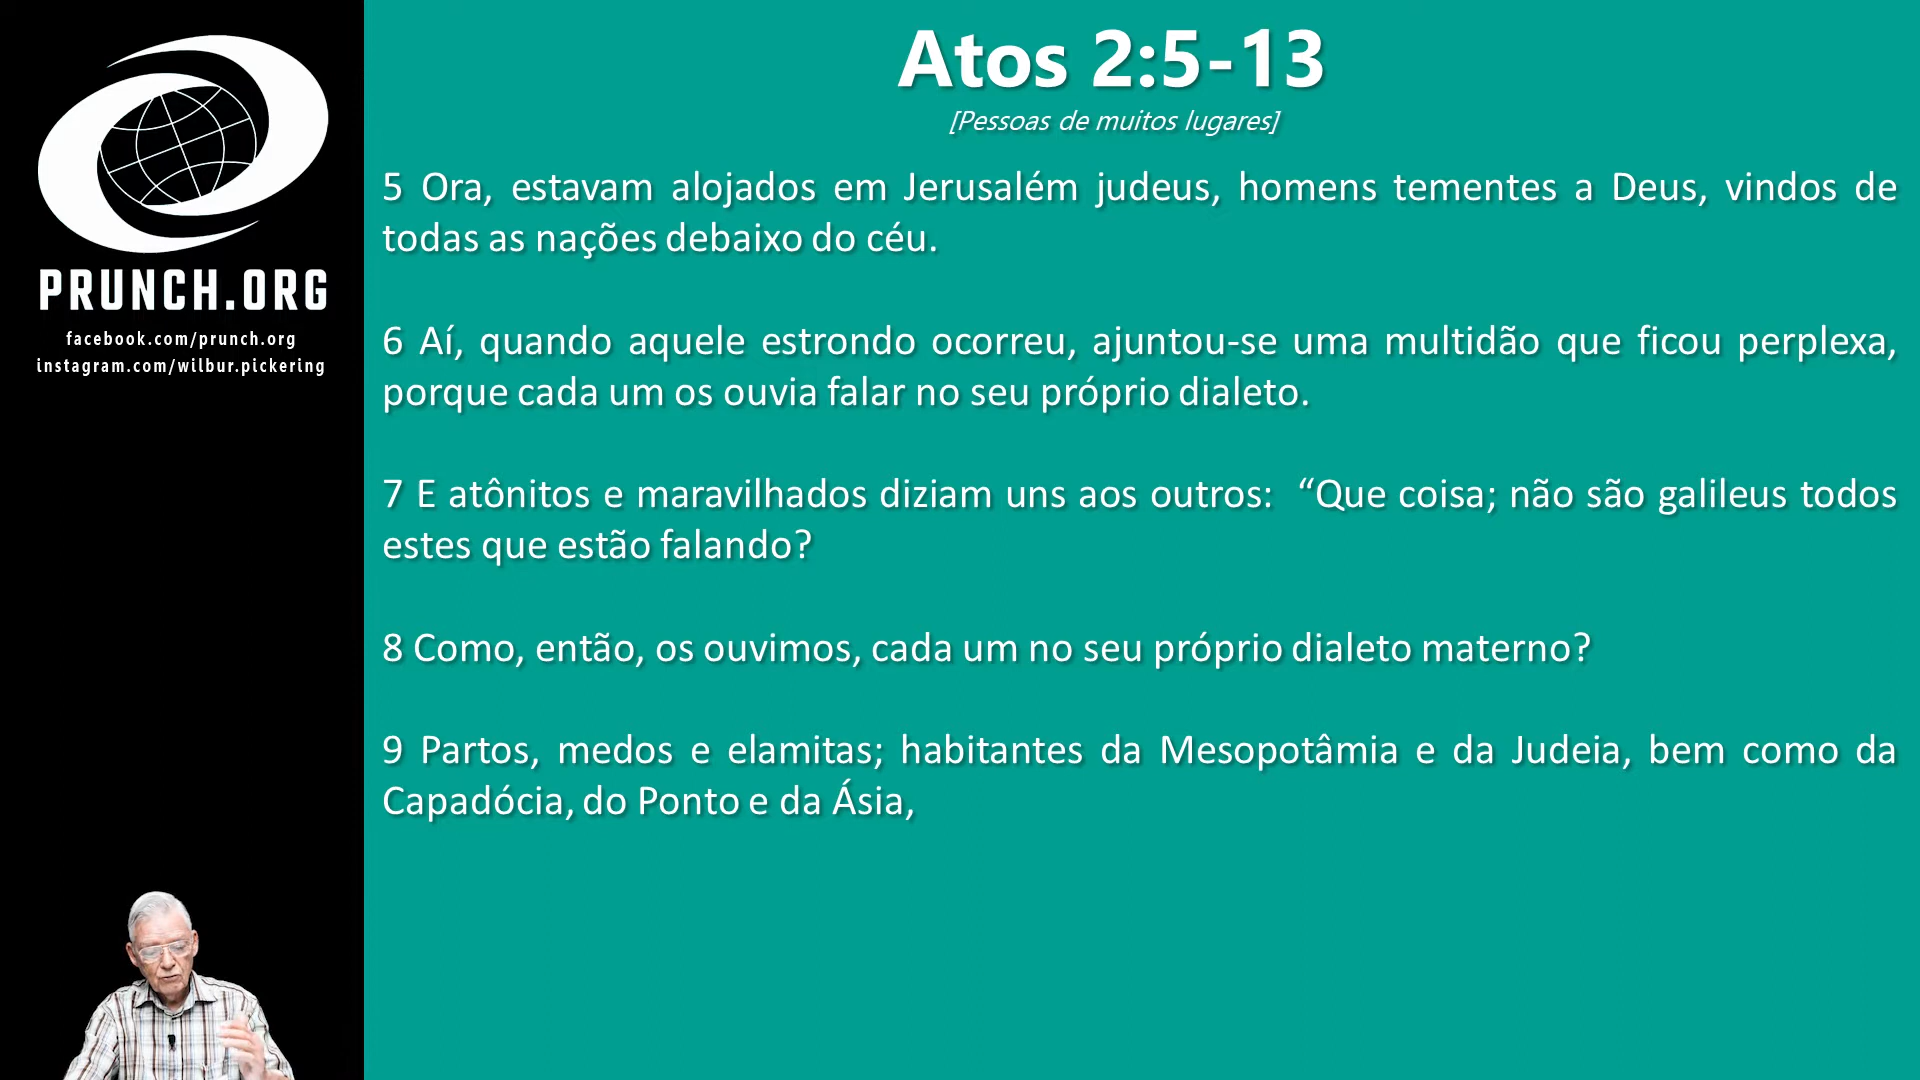 PRUNCH.ORG
facebook.com/prunch.org
instagram.com/wilbur.pickering
Atos 2:5-13
[Pessoas de muitos lugares]
5 Ora, estavam alojados em Jerusalém judeus, homens tementes a Deus, vindos de
todas as nações debaixo do céu.
6 Aí, quando aquele estrondo ocorreu, ajuntou-se uma multidão que ficou perplexa,
porque cada um os ouvia falar no seu próprio dialeto.
7 E atônitos e maravilhados diziam uns aos outros:  “Que coisa; não são galileus todos
estes que estão falando?
8 Como, então, os ouvimos, cada um no seu próprio dialeto materno?
9 Partos, medos e elamitas; habitantes da Mesopotâmia e da Judeia, bem como da
Capadócia, do Ponto e da Ásia,